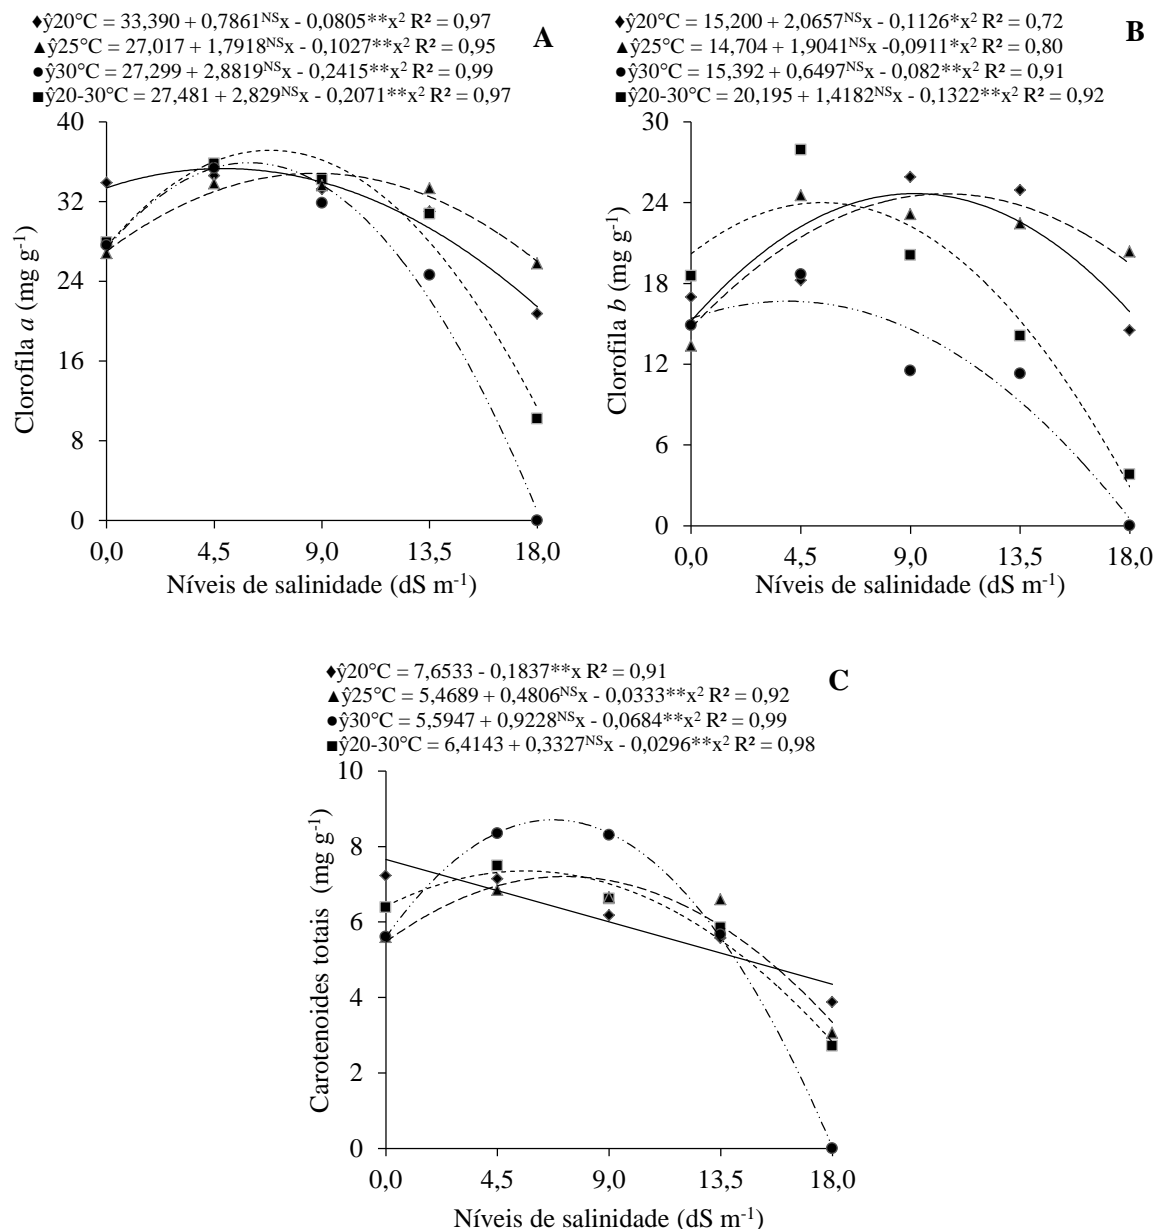 ♦ŷ20°C = 33,390 + 0,7861ᴺˢx - 0,0805**x² R² = 0,97
▲ŷ25°C = 27,017 + 1,7918ᴺˢx - 0,1027**x² R² = 0,95
●ŷ30°C = 27,299 + 2,8819ᴺˢx - 0,2415**x² R² = 0,99
■ŷ20-30°C = 27,481 + 2,829ᴺˢx - 0,2071**x² R² = 0,97
A
40
32
24
16
8
0
0,0 4,5 9,0 13,5 18,0
Clorofila a (mg g⁻¹)
Níveis de salinidade (dS m⁻¹)
♦ŷ20°C = 15,200 + 2,0657ᴺˢx - 0,1126*x² R² = 0,72
▲ŷ25°C = 14,704 + 1,9041ᴺˢx -0,0911*x² R² = 0,80
●ŷ30°C = 15,392 + 0,6497ᴺˢx - 0,082**x² R² = 0,91
■ŷ20-30°C = 20,195 + 1,4182ᴺˢx - 0,1322**x² R² = 0,92
B
30
24
18
12
6
0
0,0 4,5 9,0 13,5 18,0
Clorofila b (mg g⁻¹)
Níveis de salinidade (dS m⁻¹)
♦ŷ20°C = 7,6533 - 0,1837**x R² = 0,91
▲ŷ25°C = 5,4689 + 0,4806ᴺˢx - 0,0333**x² R² = 0,92
●ŷ30°C = 5,5947 + 0,9228ᴺˢx - 0,0684**x² R² = 0,99
■ŷ20-30°C = 6,4143 + 0,3327ᴺˢx - 0,0296**x² R² = 0,98
C
10
8
6
4
2
0
0,0 4,5 9,0 13,5 18,0
Carotenoides totais (mg g⁻¹)
Níveis de salinidade (dS m⁻¹)